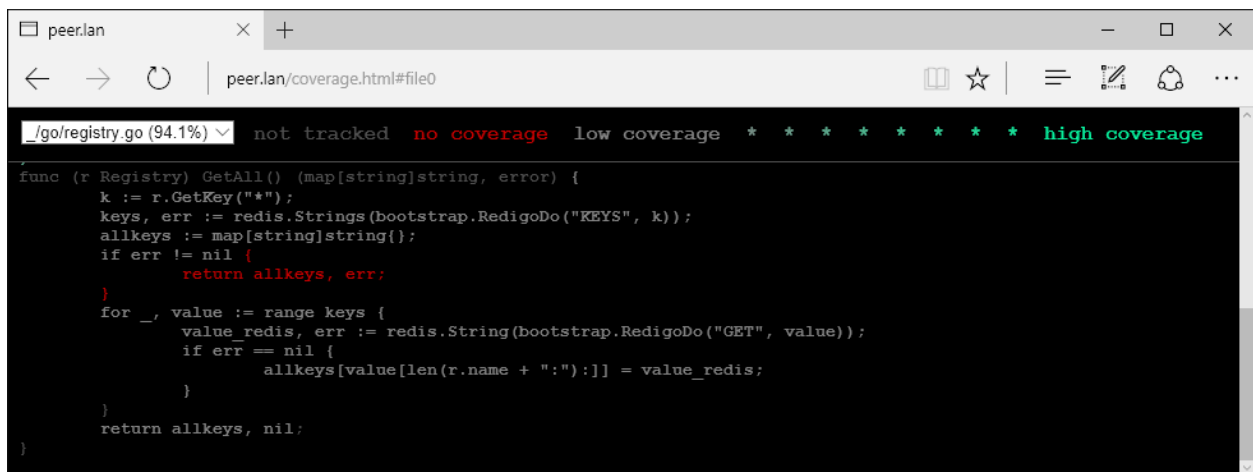 peer.lan
peer.lan/coverage.html#file0
_/go/registry.go (94.1%) not tracked no coverage low coverage * * * * * * * * high coverage
func (r Registry) GetAll() (map[string]string, error) {
k := r.GetKey("*");
keys, err := redis.Strings(bootstrap.RedigoDo("KEYS", k));
allkeys := map[string]string{};
if err != nil {
return allkeys, err;
}
for _, value := range keys {
value_redis, err := redis.String(bootstrap.RedigoDo("GET", value));
if err == nil {
allkeys[value[len(r.name + ":"):]] = value_redis;
}
}
return allkeys, nil;
}